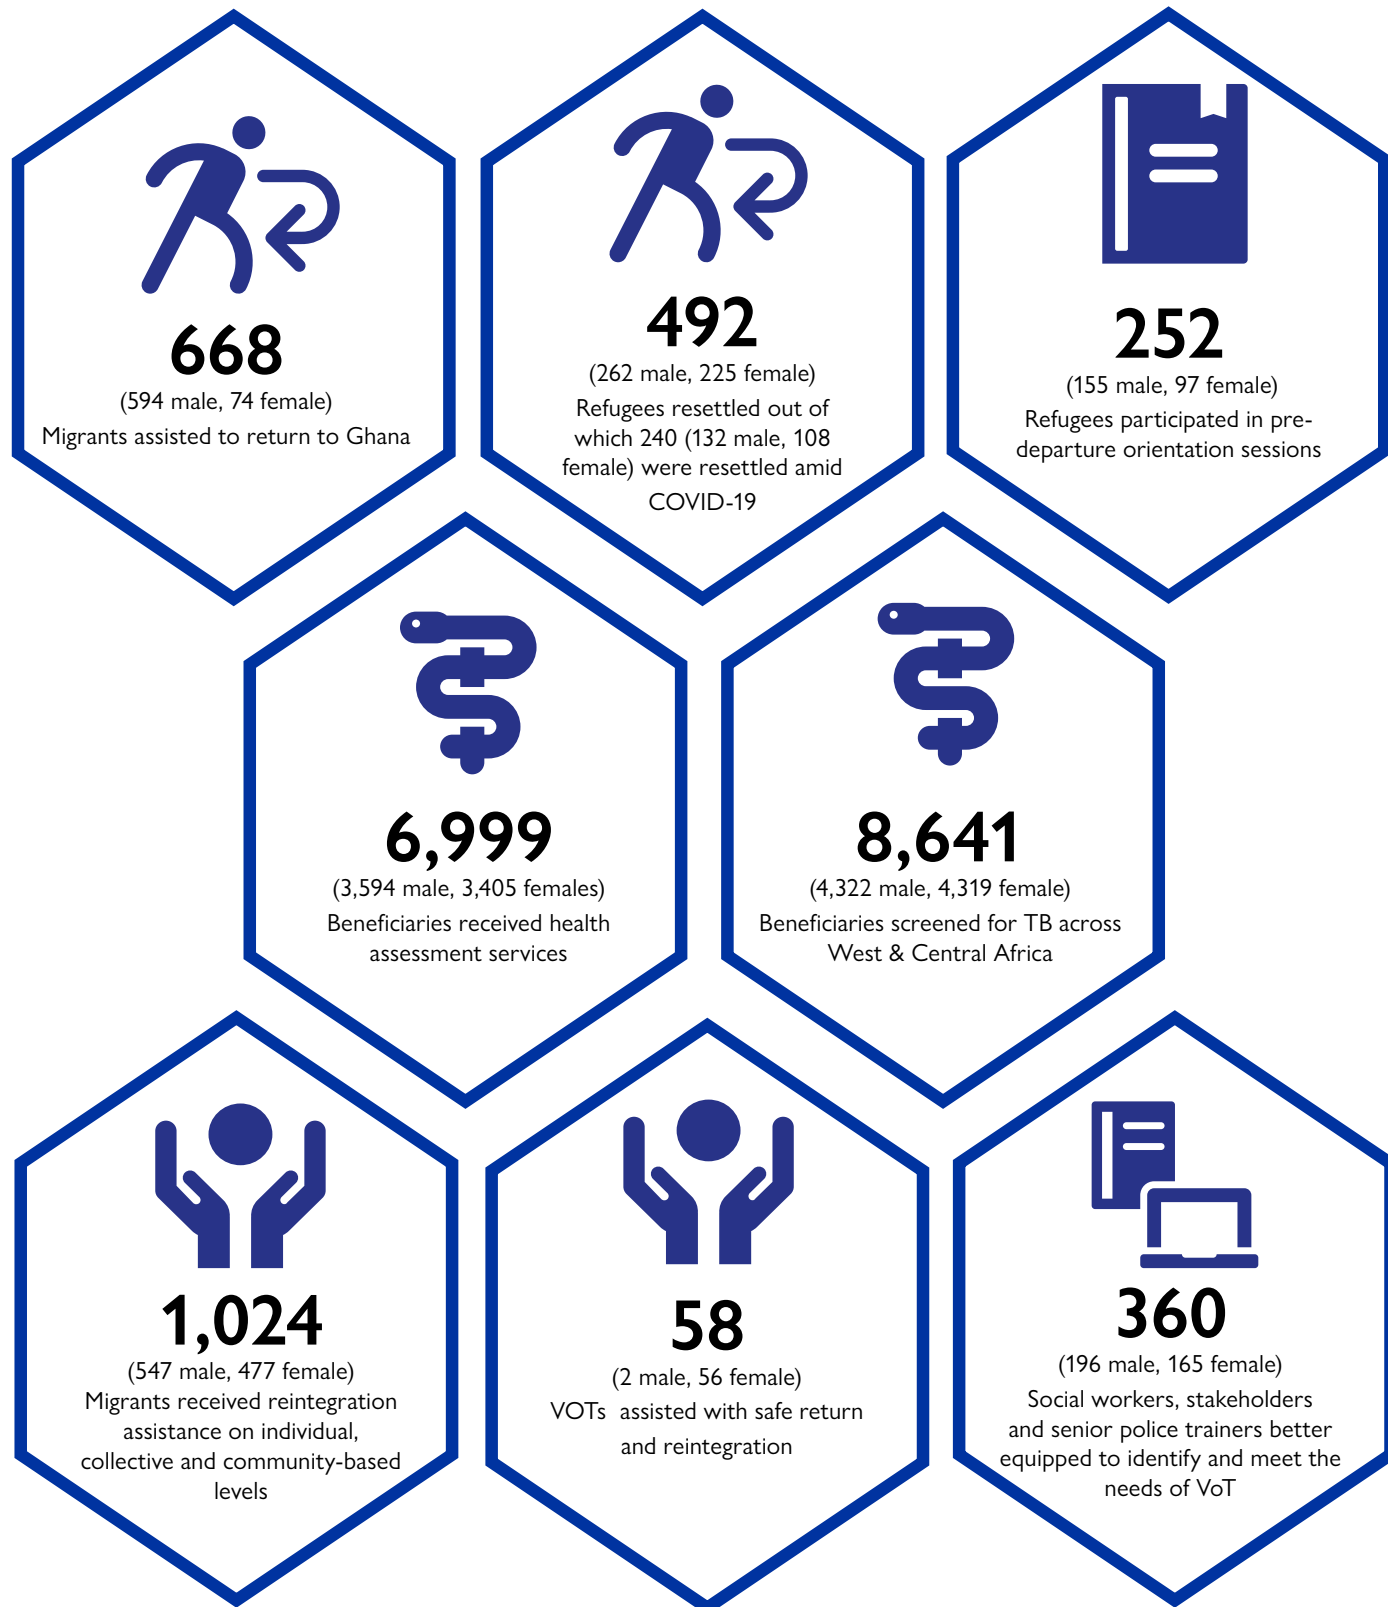 668
(594 male, 74 female)
Migrants assisted to return to Ghana
492
(262 male, 225 female)
Refugees resettled out of
which 240 (132 male, 108
female) were resettled amid
COVID-19
252
(155 male, 97 female)
Refugees participated in pre-
departure orientation sessions
6,999
(3,594 male, 3,405 females)
Beneficiaries received health
assessment services
8,641
(4,322 male, 4,319 female)
Beneficiaries screened for TB across
West & Central Africa
1,024
(547 male, 477 female)
Migrants received reintegration
assistance on individual,
collective and community-based
levels
58
(2 male, 56 female)
VOTs assisted with safe return
and reintegration
360
(196 male, 165 female)
Social workers, stakeholders
and senior police trainers better
equipped to identify and meet the
needs of VoT